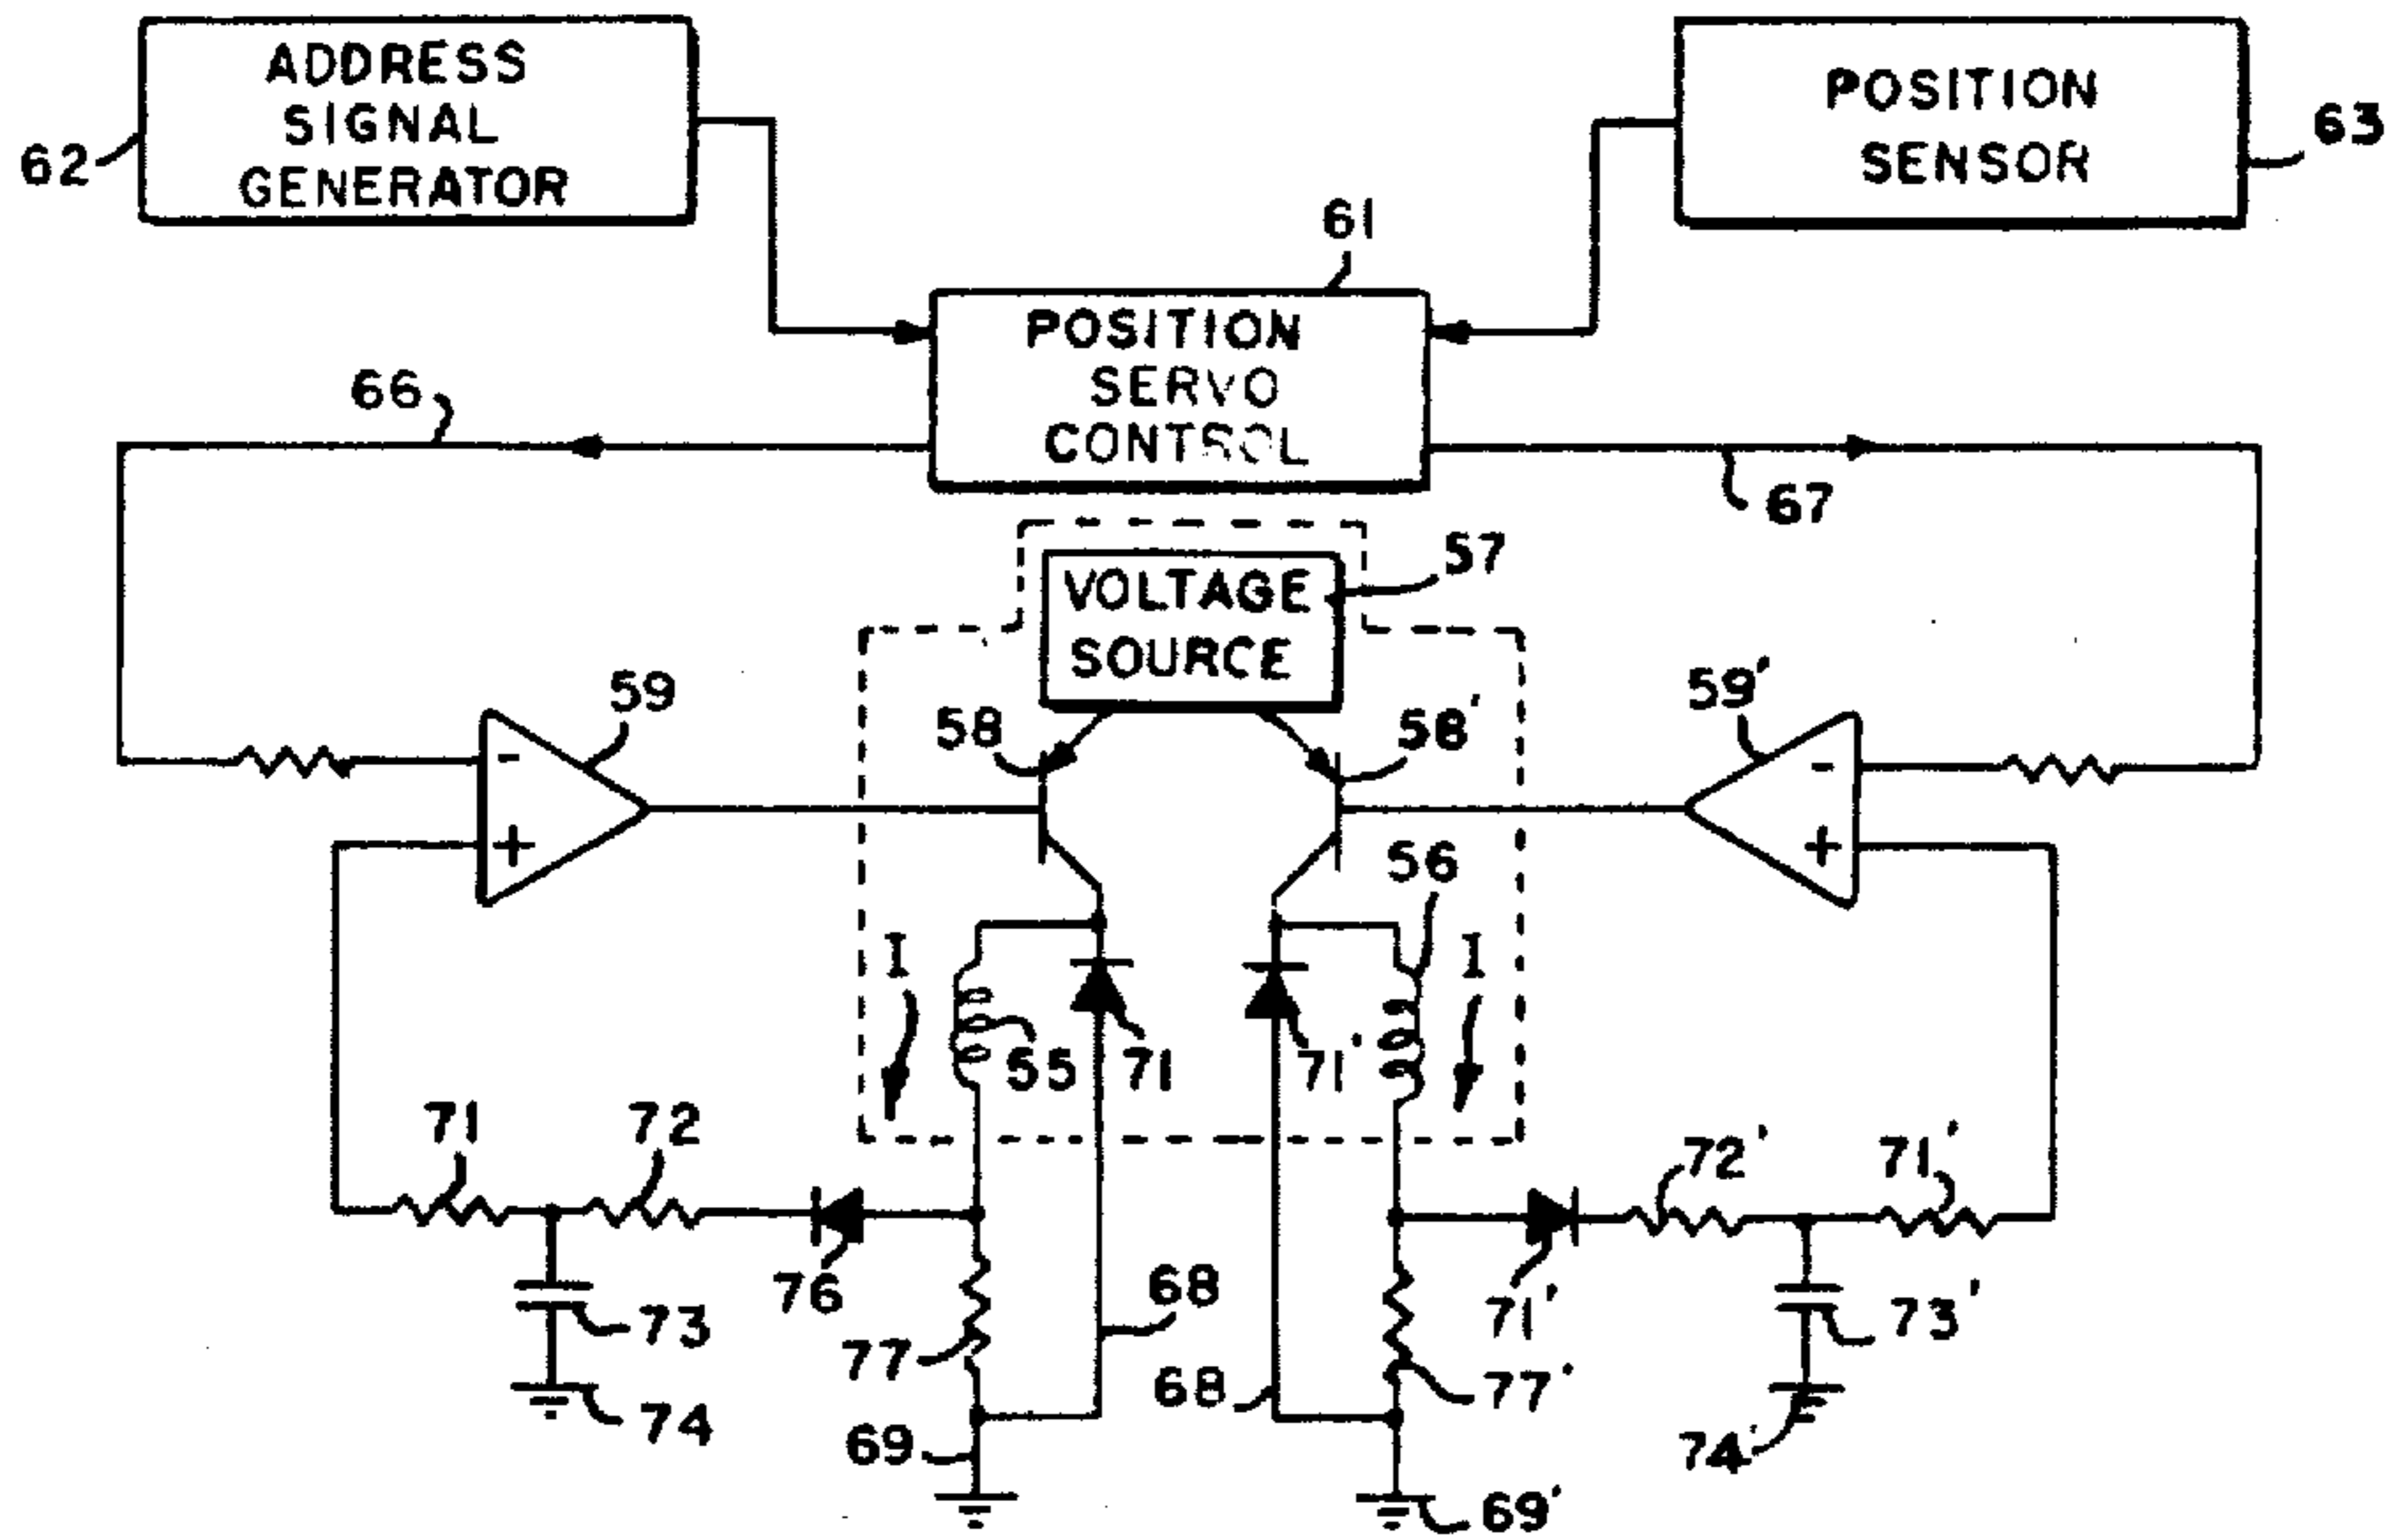 ADDRESS
SIGNAL
GENERATOR
62
POSITION
SENSOR
63
61
POSITION
SERVO
CONTROL
66
67
57
VOLTAGE
SOURCE
59
58
58'
59'
-
+
-
+
56
I
I
55
71
71'
71
72
72'
71'
76
73
77
68
68
71'
73'
77'
74
69
74'
69'